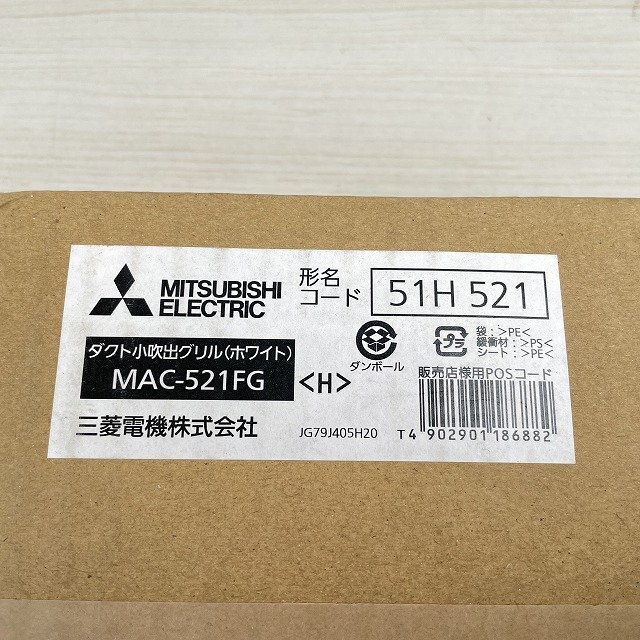 MITSUBISHI
ELECTRIC
形名
コード
51H 521
ダクト小吹出グリル(ホワイト)
MAC-521FG
<H>
ダンボール
プラ
袋:>PE<
緩衝材:>PS<
シート:>PE<
販売店様用POSコード
三菱電機株式会社
JG79J405H20
T4 902901 186882